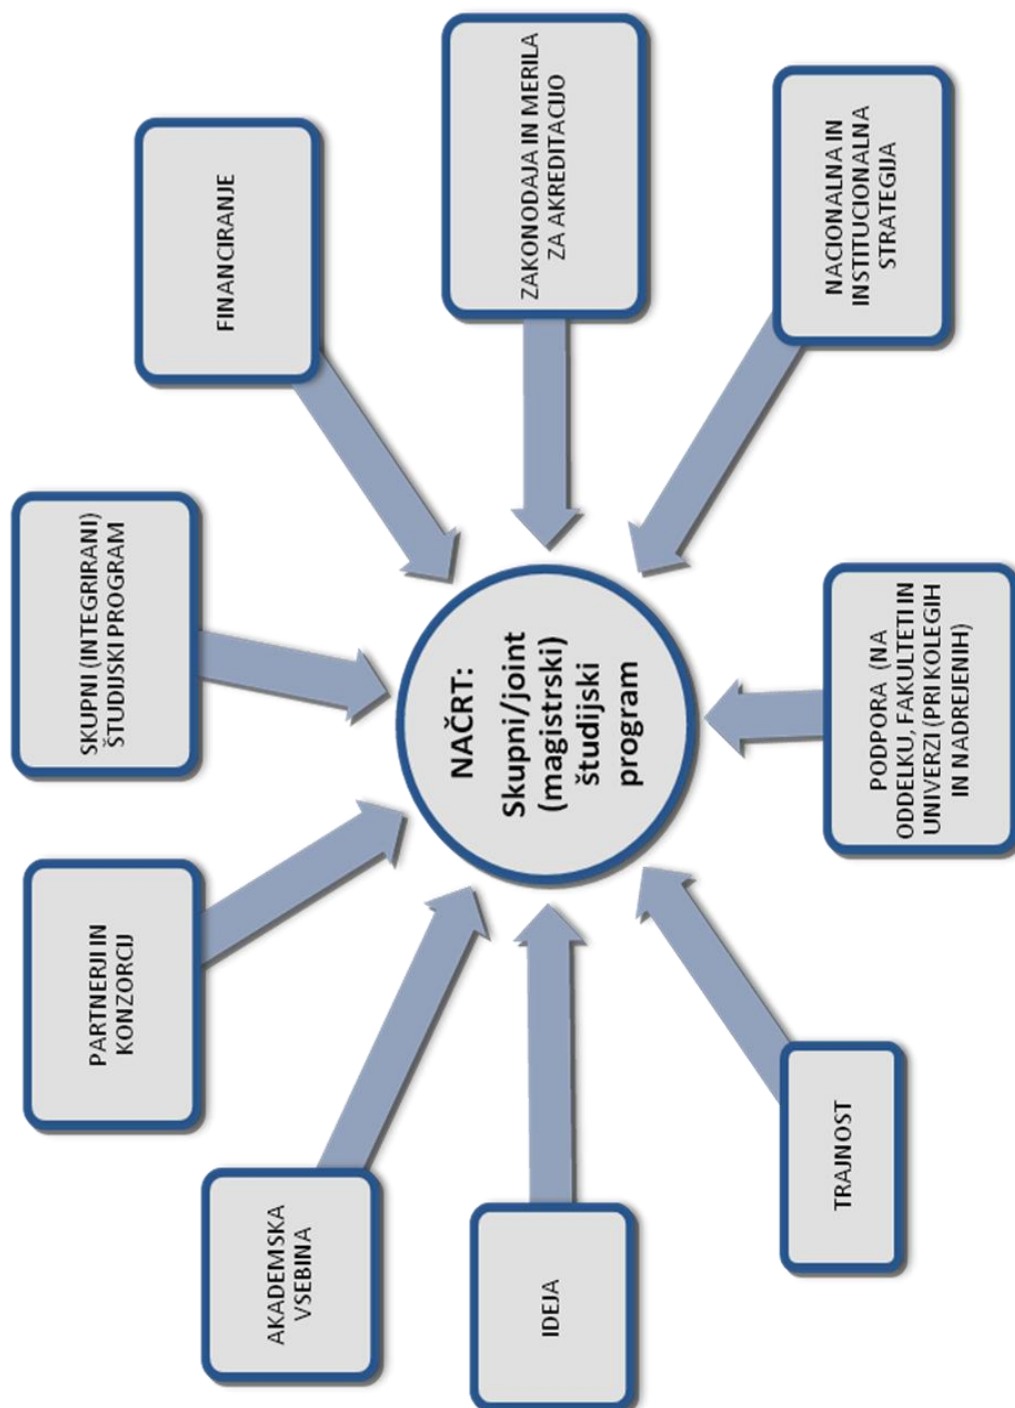 PARTNERJI IN
KONZORCIJ
SKUPNI (INTEGRIRANI)
ŠTUDIJSKI PROGRAM
FINANCIRANJE
AKADEMSKA
VSEBINA
NAČRT:
Skupni/joint
(magistrski)
študijski
program
IDEJA
ZAKONODAJA IN MERILA
ZA AKREDITACIJO
TRAJNOST
NACIONALNA IN
INSTITUCIONALNA
STRATEGIJA
PODPORA (NA
ODDELKU, FAKULTETI IN
UNIVERZI (PRI KOLEGIH
IN NADREJENIH)